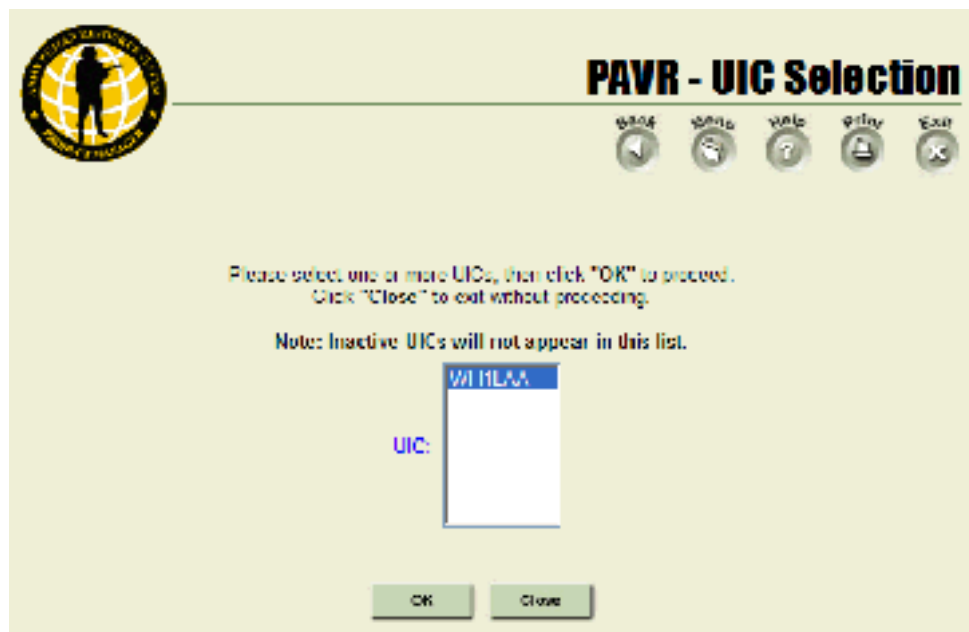 PAVR - UIC Selection
Back Menu Help Print Exit
Please select one or more UICs, then click "OK" to proceed.
Click "Close" to exit without proceeding.
Note: Inactive UICs will not appear in this list.
UIC:
OK Close